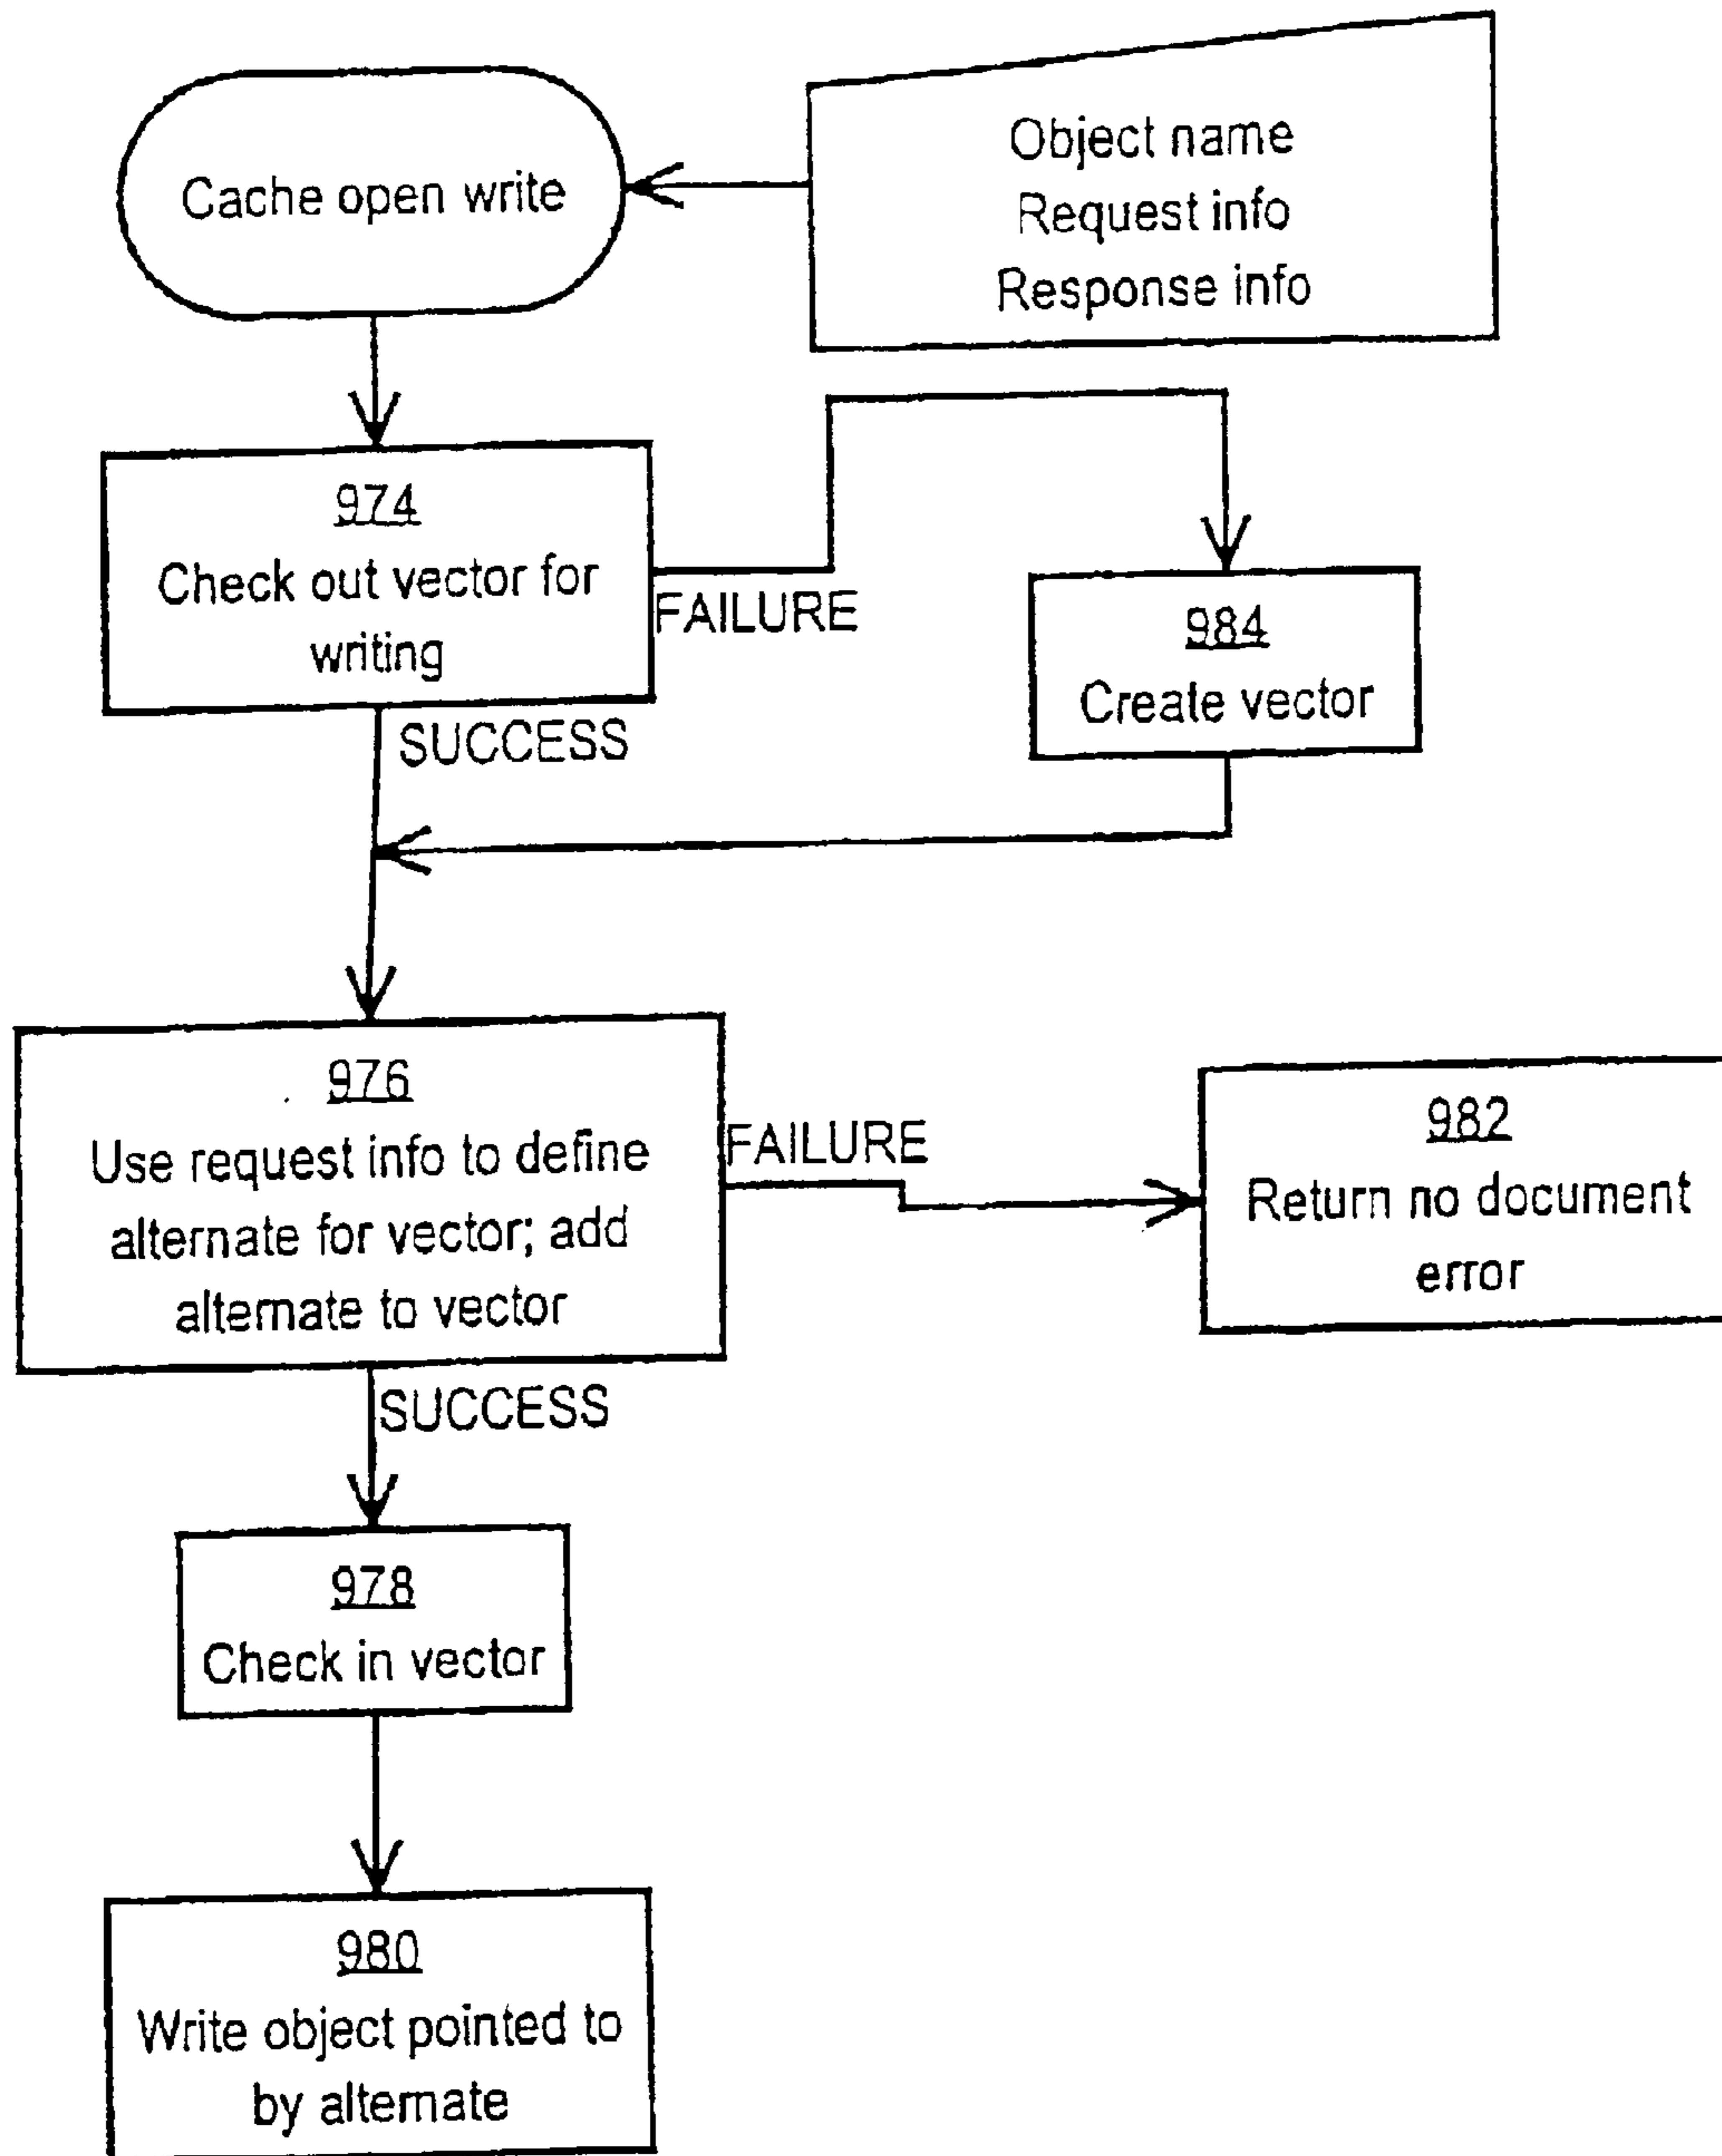 Cache open write
Object name
Request info
Response info
974
Check out vector for
writing
FAILURE
SUCCESS
984
Create vector
976
Use request info to define
alternate for vector; add
alternate to vector
FAILURE
SUCCESS
982
Return no document
error
978
Check in vector
980
Write object pointed to
by alternate